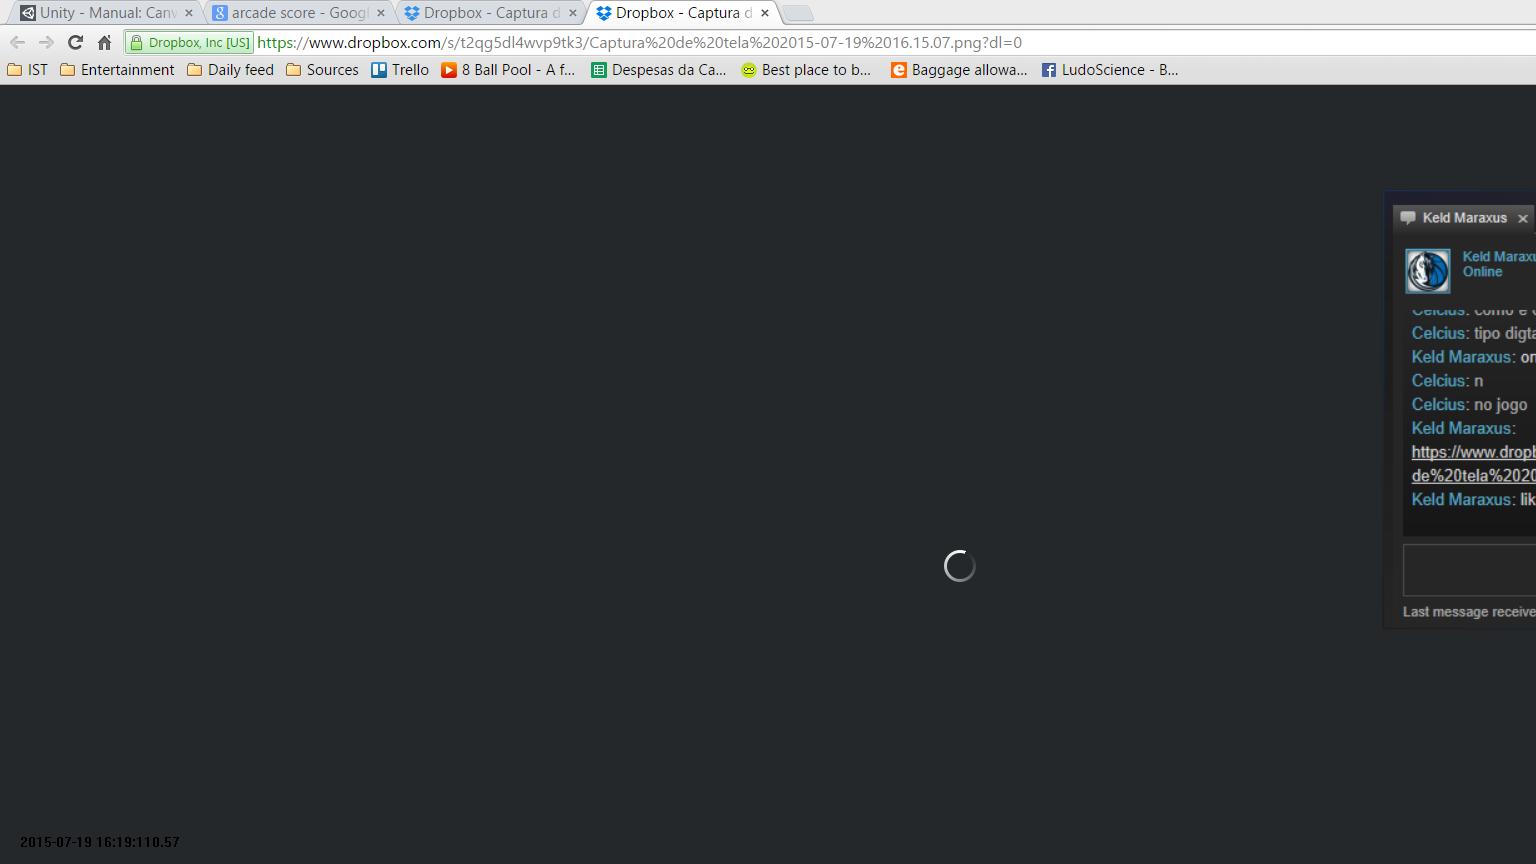 Unity - Manual: Canv
arcade score - Googl
Dropbox - Captura d
Dropbox - Captura d
Dropbox, Inc [US]
https://www.dropbox.com/s/t2qg5dl4wvp9tk3/Captura%20de%20tela%202015-07-19%2016.15.07.png?dl=0
IST
Entertainment
Daily feed
Sources
Trello
8 Ball Pool - A f...
Despesas da Ca...
Best place to b...
Baggage allowa...
LudoScience - B...
Keld Maraxus
Keld Maraxu
Online
Celcius: como e
Celcius: tipo digta
Keld Maraxus: on
Celcius: n
Celcius: no jogo
Keld Maraxus:
https://www.dropb
de%20tela%2020
Keld Maraxus: lik
Last message receive
2015-07-19 16:19:110.57